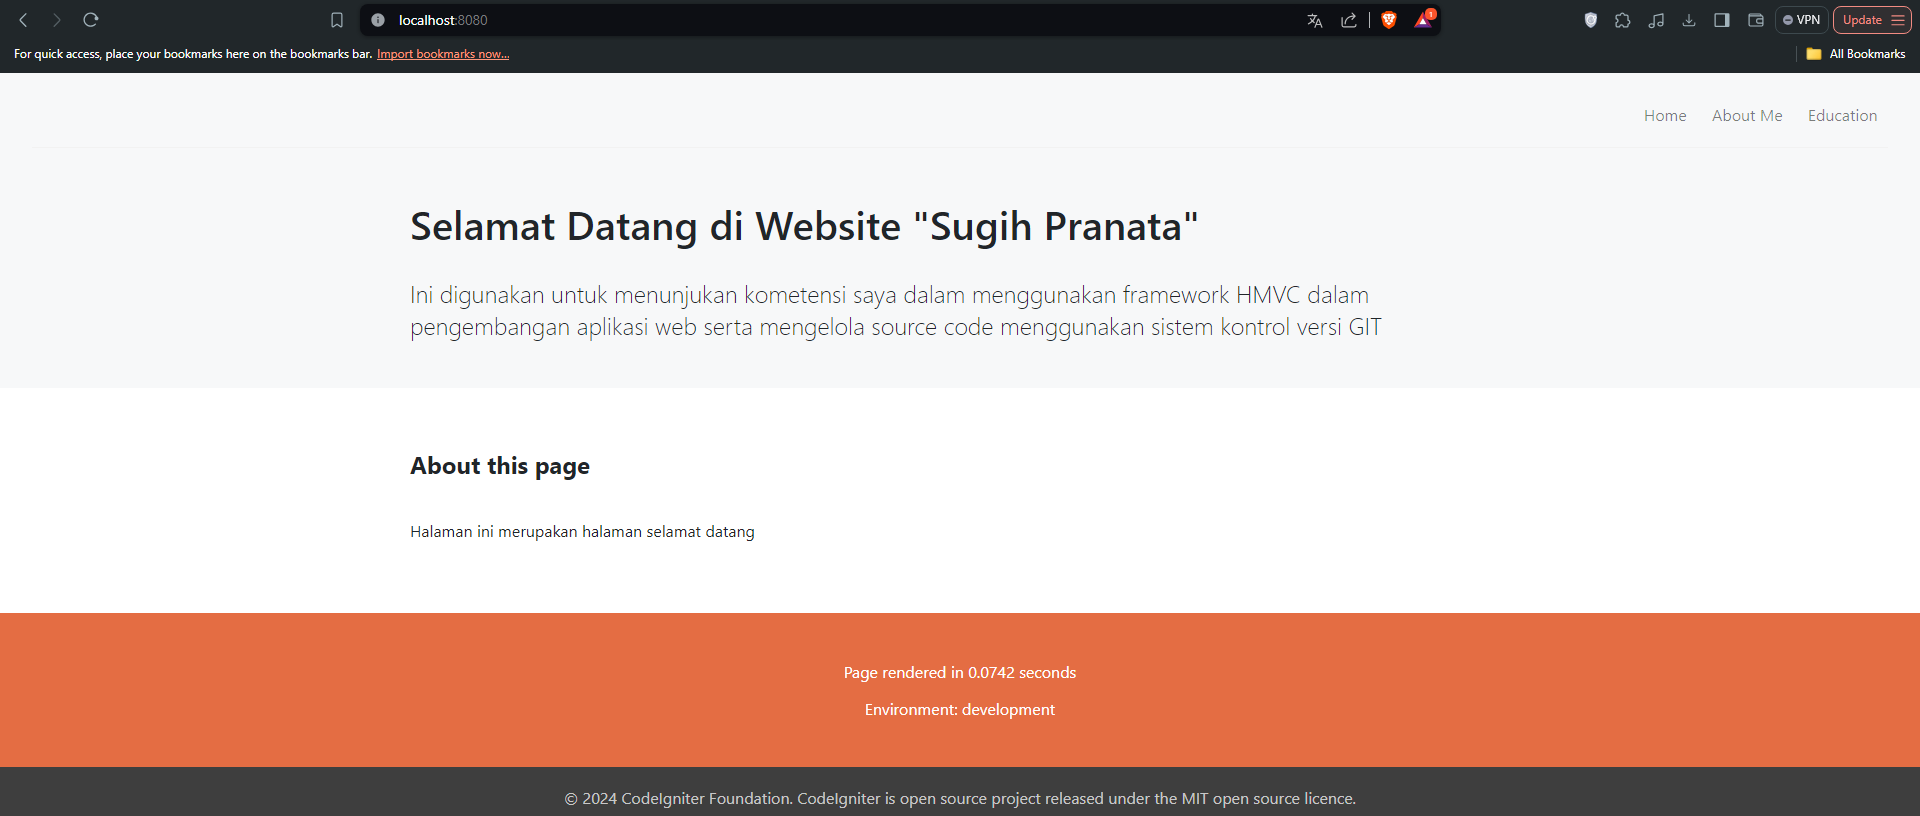 localhost:8080
1
VPN
Update
For quick access, place your bookmarks here on the bookmarks bar. Import bookmarks now...
All Bookmarks
Home About Me Education
Selamat Datang di Website "Sugih Pranata"
Ini digunakan untuk menunjukan kometensi saya dalam menggunakan framework HMVC dalam
pengembangan aplikasi web serta mengelola source code menggunakan sistem kontrol versi GIT
About this page
Halaman ini merupakan halaman selamat datang
Page rendered in 0.0742 seconds
Environment: development
© 2024 CodeIgniter Foundation. CodeIgniter is open source project released under the MIT open source licence.